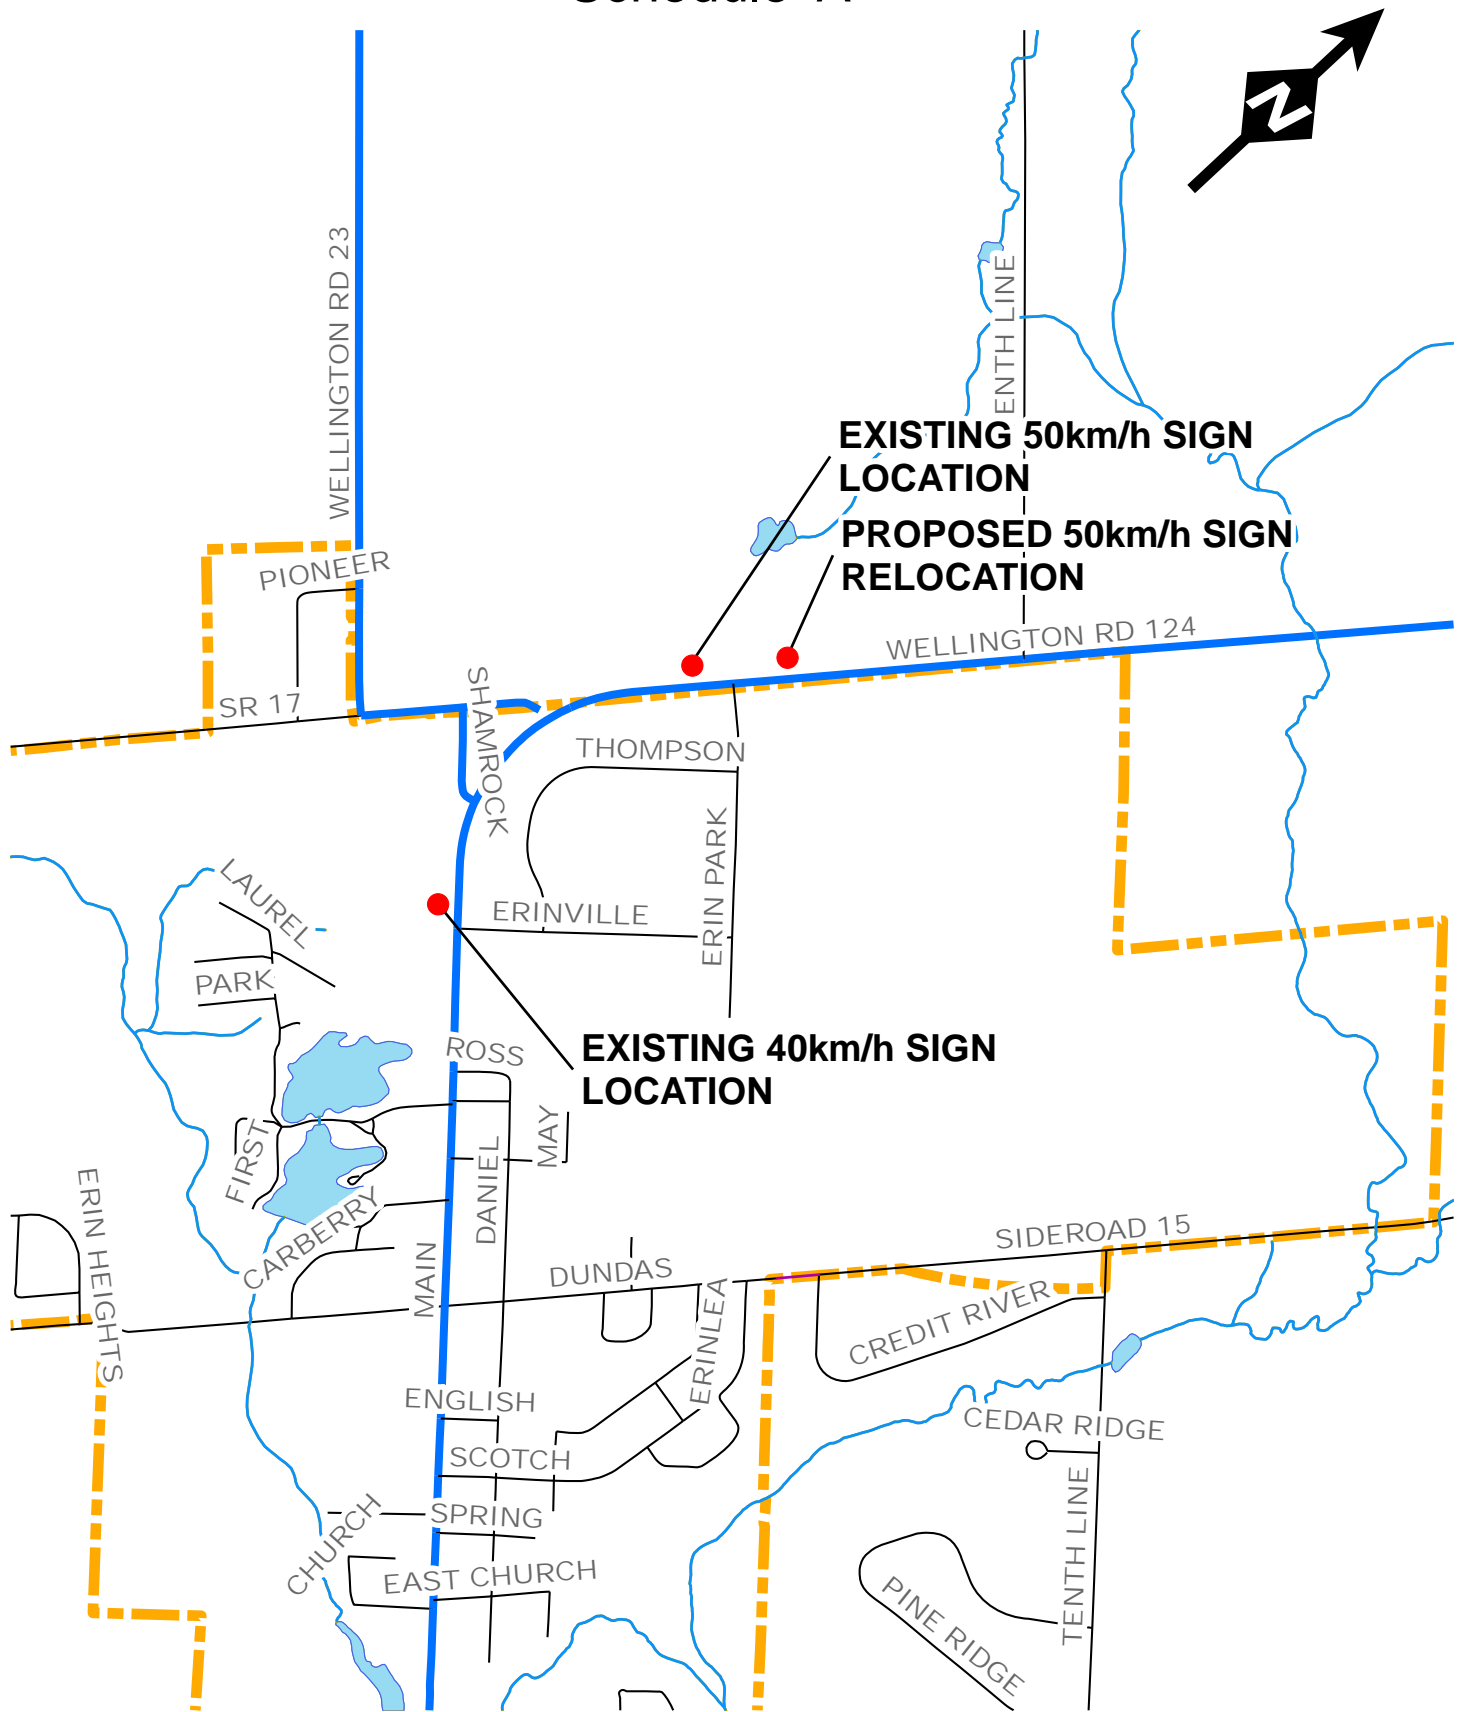 N
WELLINGTON RD 23
ENTH LINE
EXISTING 50km/h SIGN
LOCATION
PROPOSED 50km/h SIGN
RELOCATION
PIONEER
WELLINGTON RD 124
SR 17
SHAMROCK
THOMPSON
ERIN PARK
LAUREL
ERINVILLE
PARK
EXISTING 40km/h SIGN
LOCATION
ROSS
MAY
FIRST
DANIEL
ERIN HEIGHTS
CARBERRY
MAIN
SIDEROAD 15
DUNDAS
ERINLEA
CREDIT RIVER
ENGLISH
CEDAR RIDGE
SCOTCH
TENTH LINE
SPRING
CHURCH
EAST CHURCH
PINE RIDGE